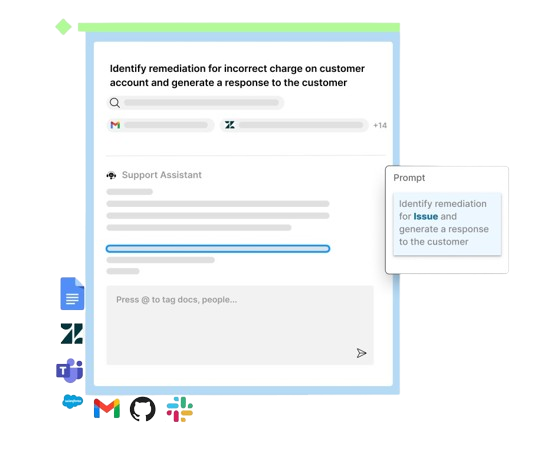 Identify remediation for incorrect charge on customer
account and generate a response to the customer
+14
Support Assistant
Prompt
Identify remediation
for Issue and
generate a response
to the customer
Press @ to tag docs, people...
salesforce